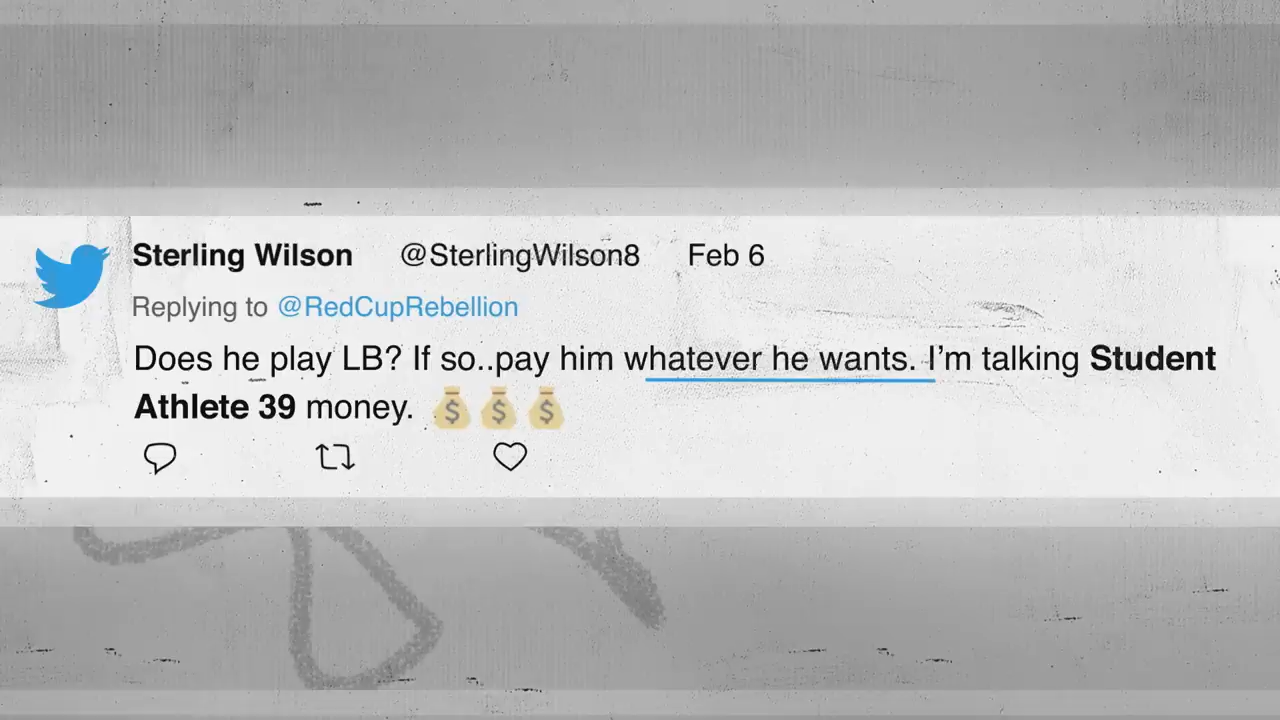 Sterling Wilson @SterlingWilson8 Feb 6
Replying to @RedCupRebellion
Does he play LB? If so..pay him whatever he wants. I’m talking Student
Athlete 39 money. 💰💰💰